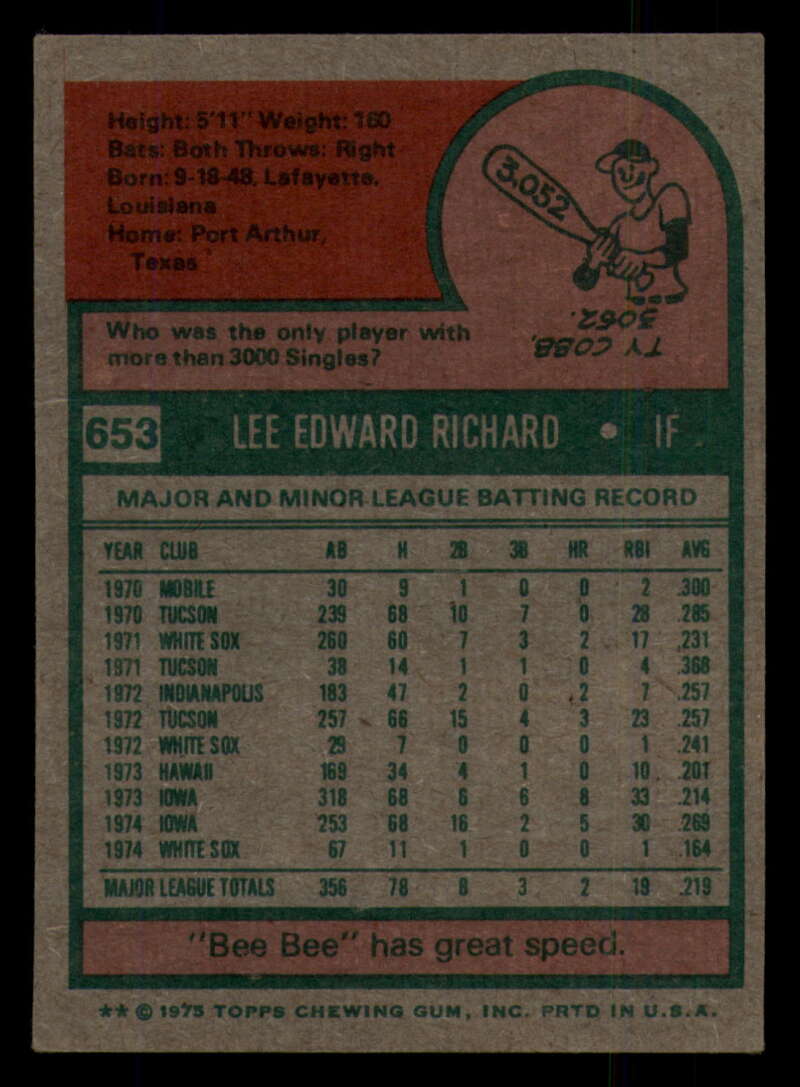 Height: 5'11" Weight: 160
Bats: Both Throws: Right
Born: 9-18-48, Lafayette,
Louisiana
Home: Port Arthur,
Texas
3,052
Who was the only player with
more than 3000 Singles?
TY COBB,
3052.
653 LEE EDWARD RICHARD • IF
MAJOR AND MINOR LEAGUE BATTING RECORD
YEAR CLUB AB H 2B 3B HR RBI AVG
1970 MOBILE 30 9 1 0 0 2 .300
1970 TUCSON 239 68 10 7 0 28 .285
1971 WHITE SOX 260 60 7 3 2 17 .231
1971 TUCSON 38 14 1 1 0 4 .368
1972 INDIANAPOLIS 183 47 2 0 2 7 .257
1972 TUCSON 257 66 15 4 3 23 .257
1972 WHITE SOX 29 7 0 0 0 1 .241
1973 HAWAII 169 34 4 1 0 10 .201
1973 IOWA 318 68 6 6 8 33 .214
1974 IOWA 253 68 16 2 5 30 .269
1974 WHITE SOX 67 11 1 0 0 1 .164
MAJOR LEAGUE TOTALS 356 78 8 3 2 19 .219
"Bee Bee" has great speed.
** © 1975 TOPPS CHEWING GUM, INC. PRTD IN U.S.A.